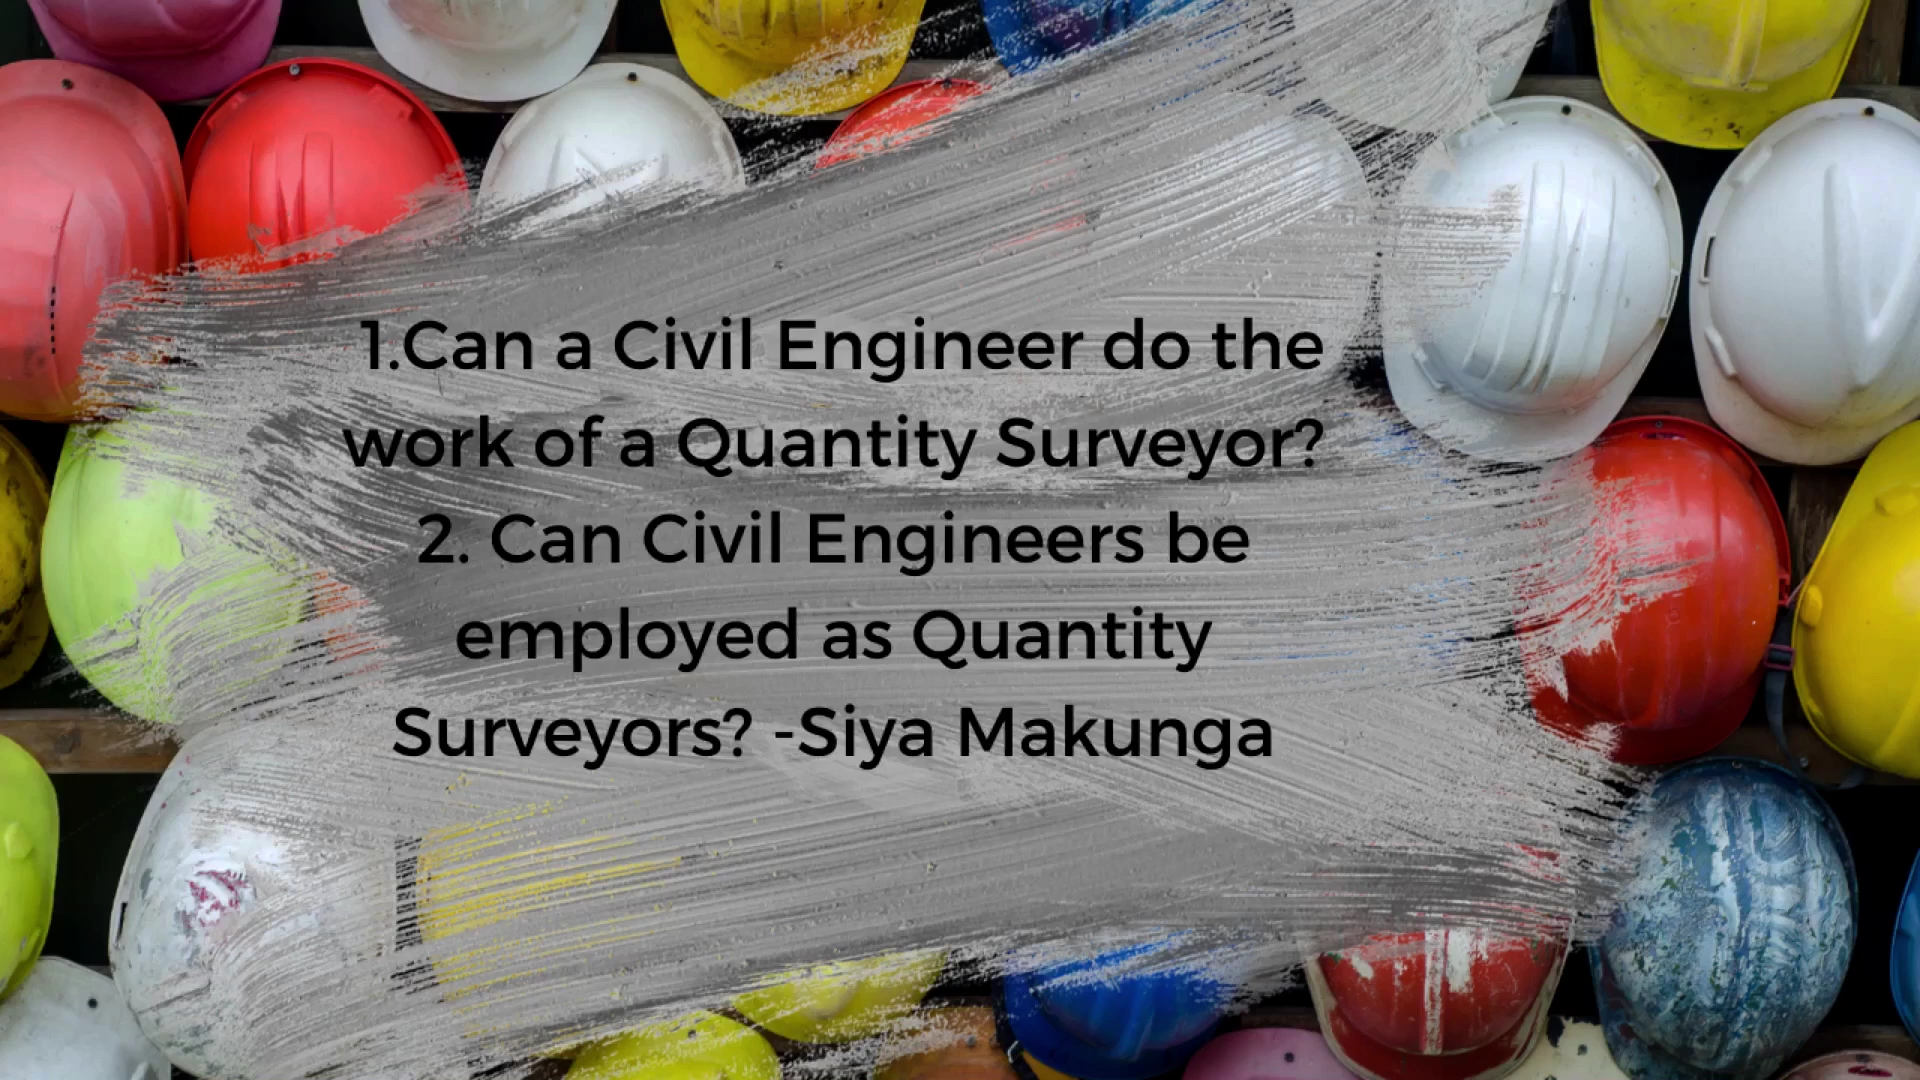 1.Can a Civil Engineer do the
work of a Quantity Surveyor?
2. Can Civil Engineers be
employed as Quantity
Surveyors? -Siya Makunga